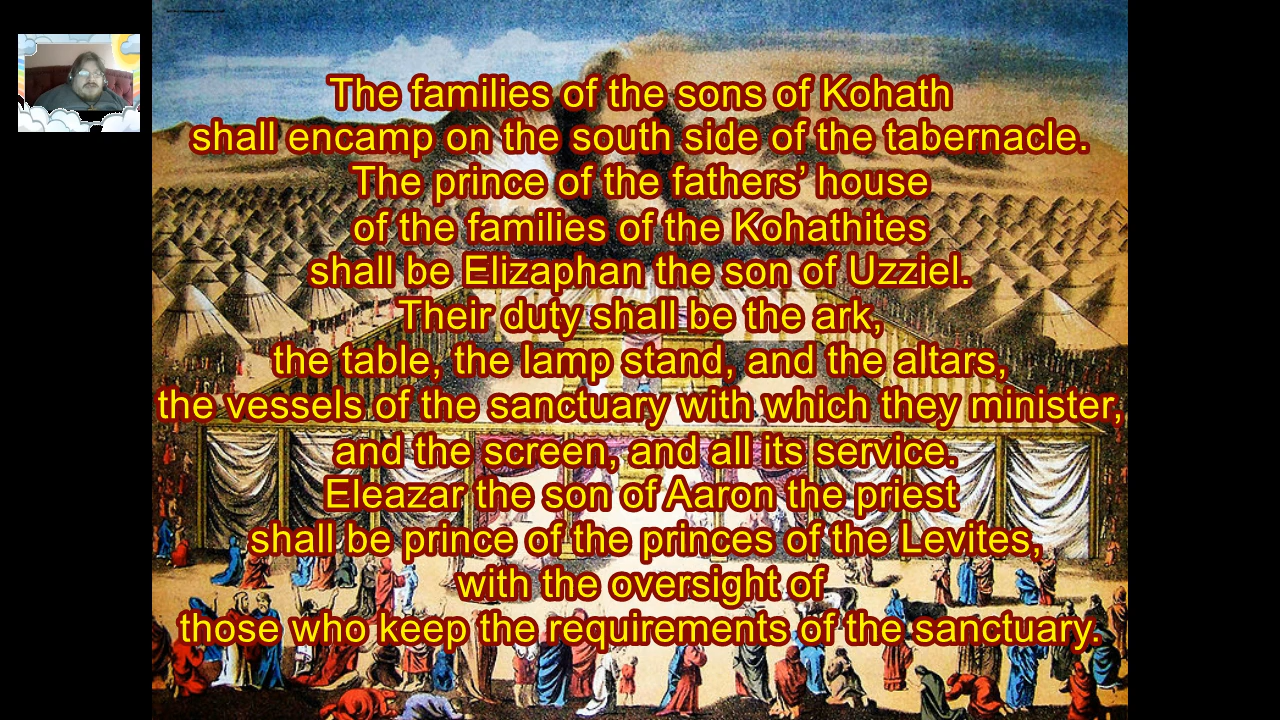 The families of the sons of Kohath
shall encamp on the south side of the tabernacle.
The prince of the fathers’ house
of the families of the Kohathites
shall be Elizaphan the son of Uzziel.
Their duty shall be the ark,
the table, the lamp stand, and the altars,
the vessels of the sanctuary with which they minister,
and the screen, and all its service.
Eleazar the son of Aaron the priest
shall be prince of the princes of the Levites,
with the oversight of
those who keep the requirements of the sanctuary.